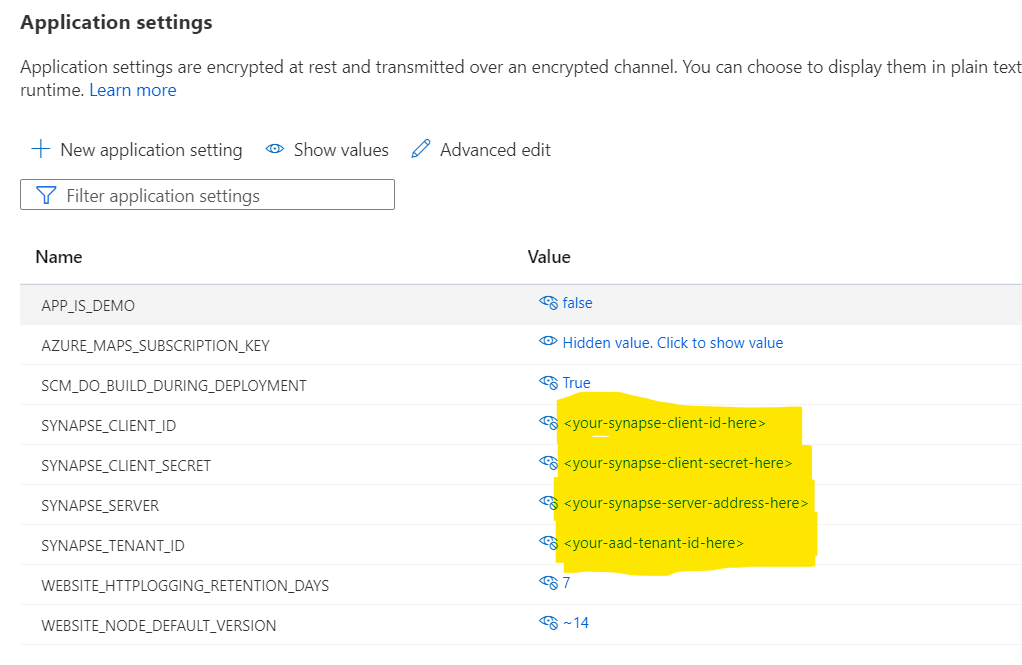 Application settings
Application settings are encrypted at rest and transmitted over an encrypted channel. You can choose to display them in plain text
runtime. Learn more
New application setting Show values Advanced edit
Filter application settings
Name Value
APP_IS_DEMO false
AZURE_MAPS_SUBSCRIPTION_KEY Hidden value. Click to show value
SCM_DO_BUILD_DURING_DEPLOYMENT True
SYNAPSE_CLIENT_ID <your-synapse-client-id-here>
SYNAPSE_CLIENT_SECRET <your-synapse-client-secret-here>
SYNAPSE_SERVER <your-synapse-server-address-here>
SYNAPSE_TENANT_ID <your-aad-tenant-id-here>
WEBSITE_HTTPLOGGING_RETENTION_DAYS 7
WEBSITE_NODE_DEFAULT_VERSION ~14